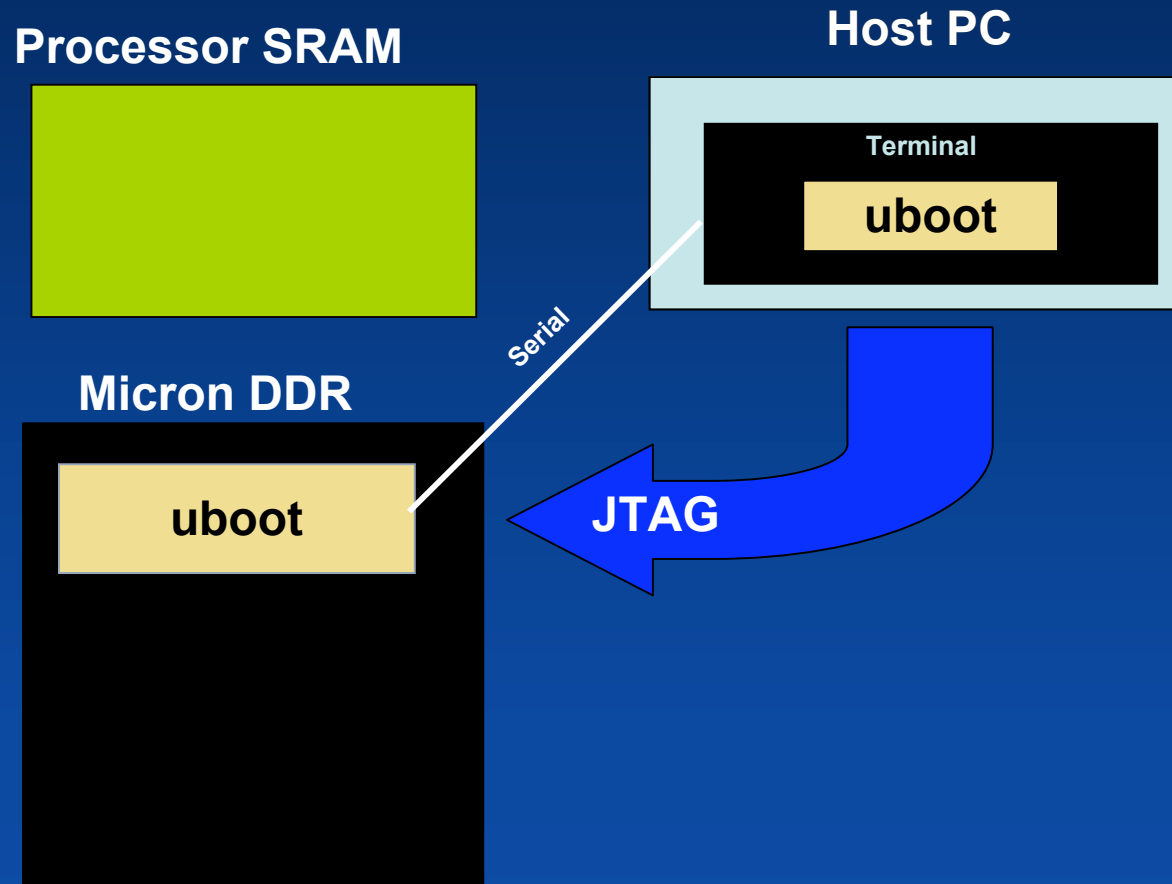 Processor SRAM
Host PC
Terminal
uboot
Serial
Micron DDR
uboot
JTAG